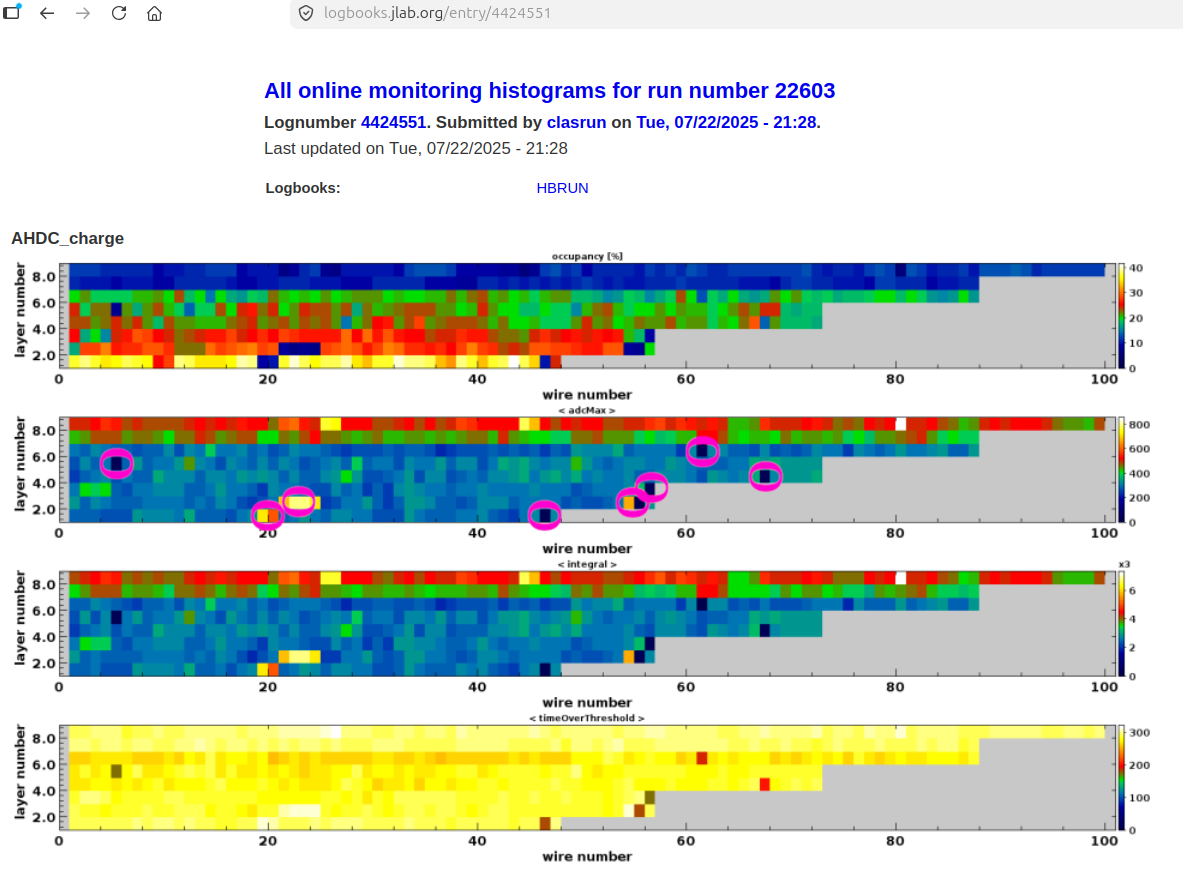 logbooks.jlab.org/entry/4424551
All online monitoring histograms for run number 22603
Lognumber 4424551. Submitted by clasrun on Tue, 07/22/2025 - 21:28.
Last updated on Tue, 07/22/2025 - 21:28
Logbooks: HBRUN
AHDC_charge
occupancy [%]
layer number
8.0
6.0
4.0
2.0
0 20 40 60 80 100
wire number
40
30
20
10
0
< adcMax >
layer number
8.0
6.0
4.0
2.0
0 20 40 60 80 100
wire number
800
600
400
200
0
< integral >
x3
layer number
8.0
6.0
4.0
2.0
0 20 40 60 80 100
wire number
6
4
2
0
< timeOverThreshold >
layer number
8.0
6.0
4.0
2.0
0 20 40 60 80 100
wire number
300
200
100
0